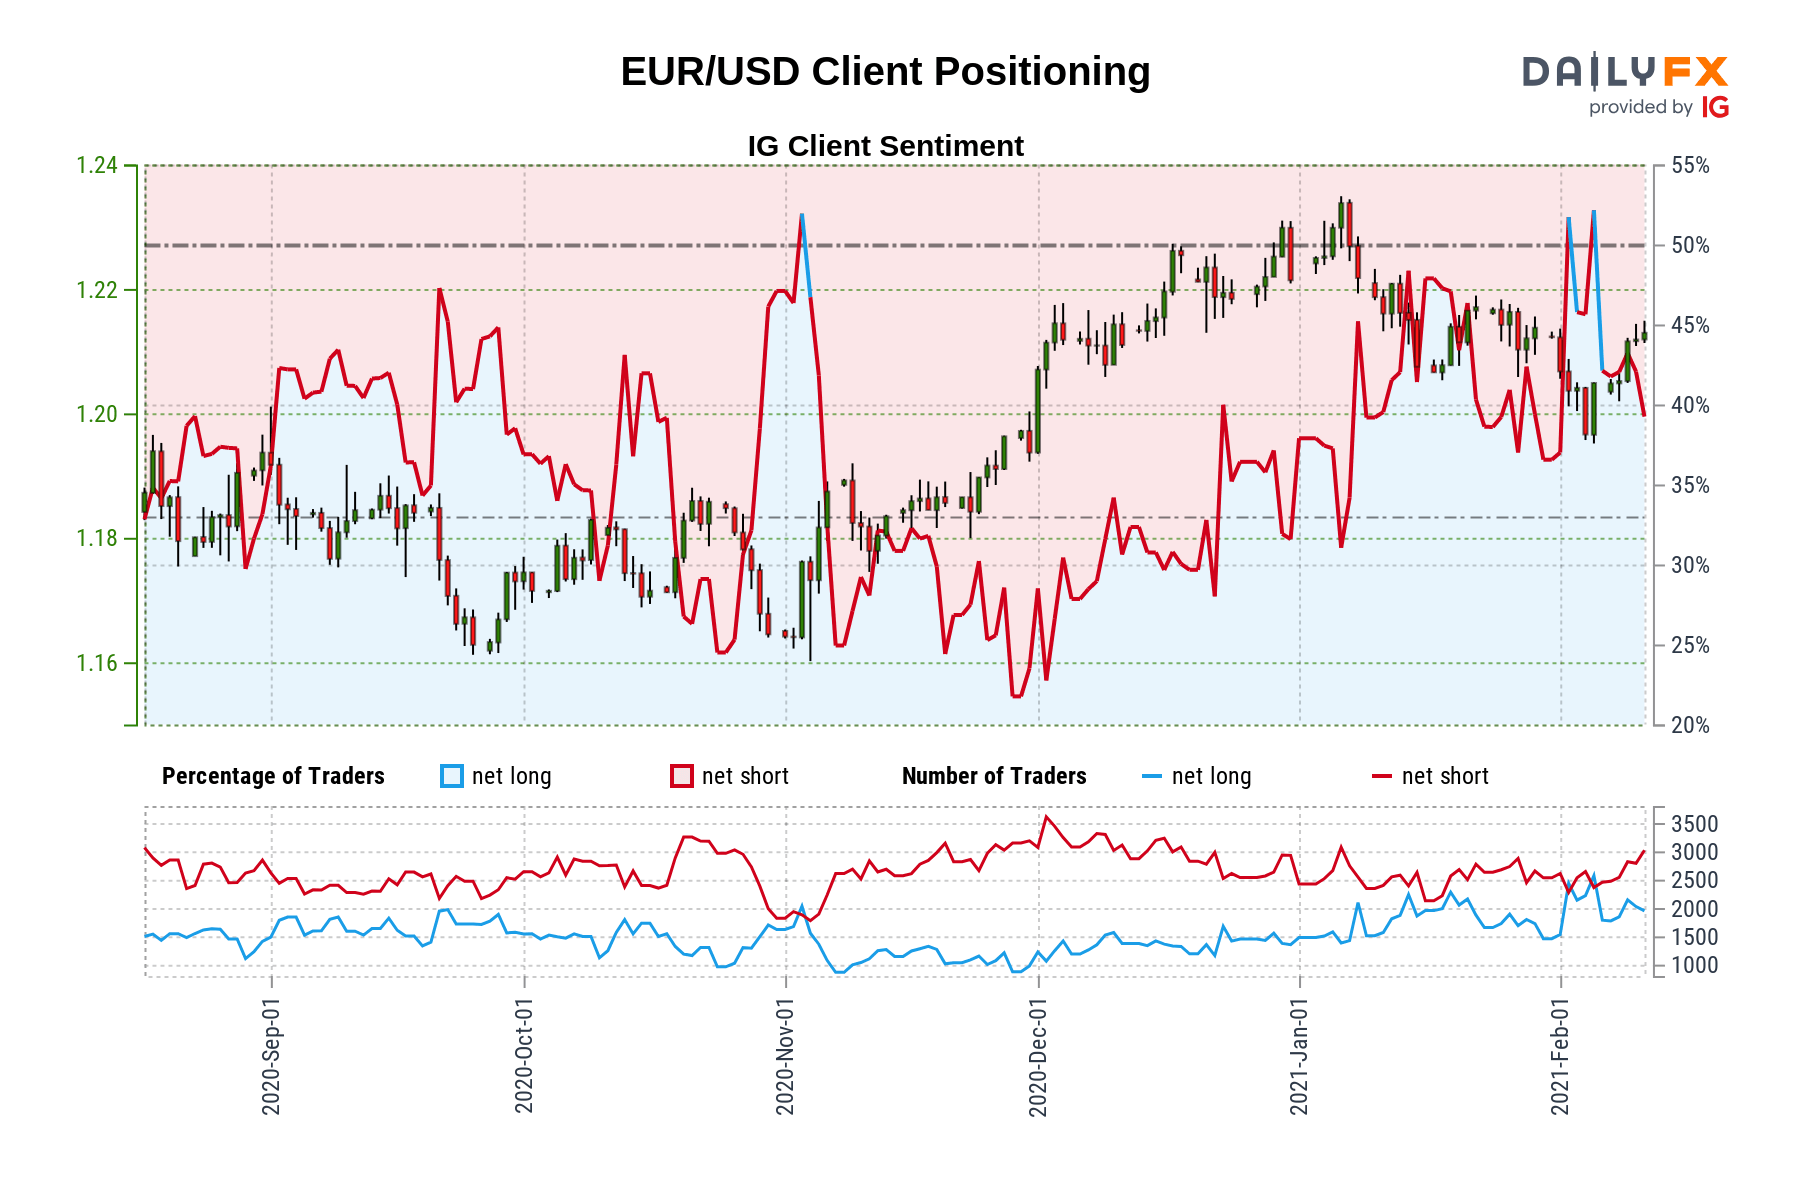 EUR/USD Client Positioning
DAILYFX
provided by IG
IG Client Sentiment
1.24
1.22
1.20
1.18
1.16
55%
50%
45%
40%
35%
30%
25%
20%
Percentage of Traders net long net short Number of Traders net long net short
3500
3000
2500
2000
1500
1000
2020-Sep-01
2020-Oct-01
2020-Nov-01
2020-Dec-01
2021-Jan-01
2021-Feb-01